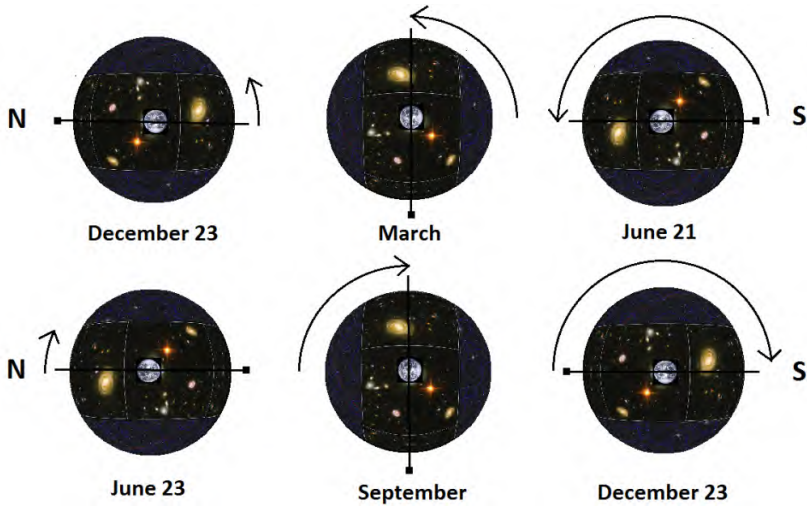 N
S
December 23
March
June 21
N
S
June 23
September
December 23